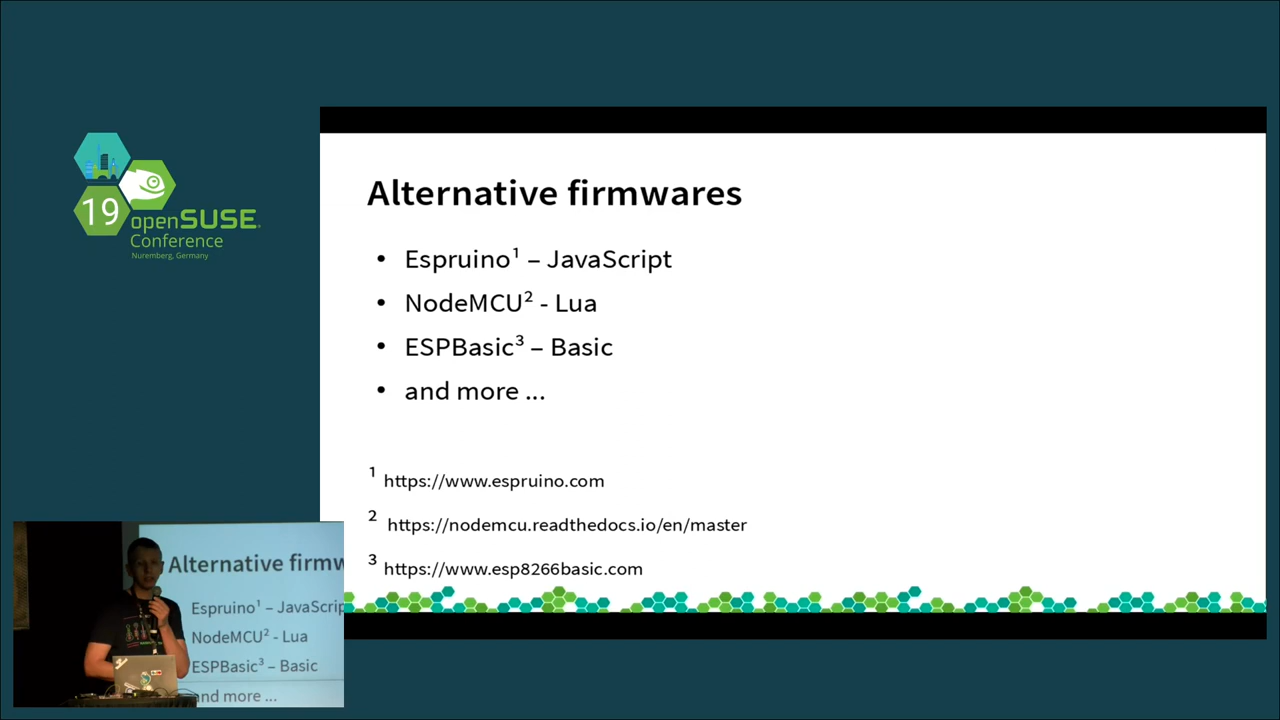 19
openSUSE
Conference
Nuremberg, Germany
Alternative firmwares
• Espruino¹ – JavaScript
• NodeMCU² - Lua
• ESPBasic³ – Basic
• and more ...
¹ https://www.espruino.com
² https://nodemcu.readthedocs.io/en/master
³ https://www.esp8266basic.com
Alternative firmw
Espruino¹ – JavaScrip
NodeMCU² - Lua
ESPBasic³ – Basic
and more ...